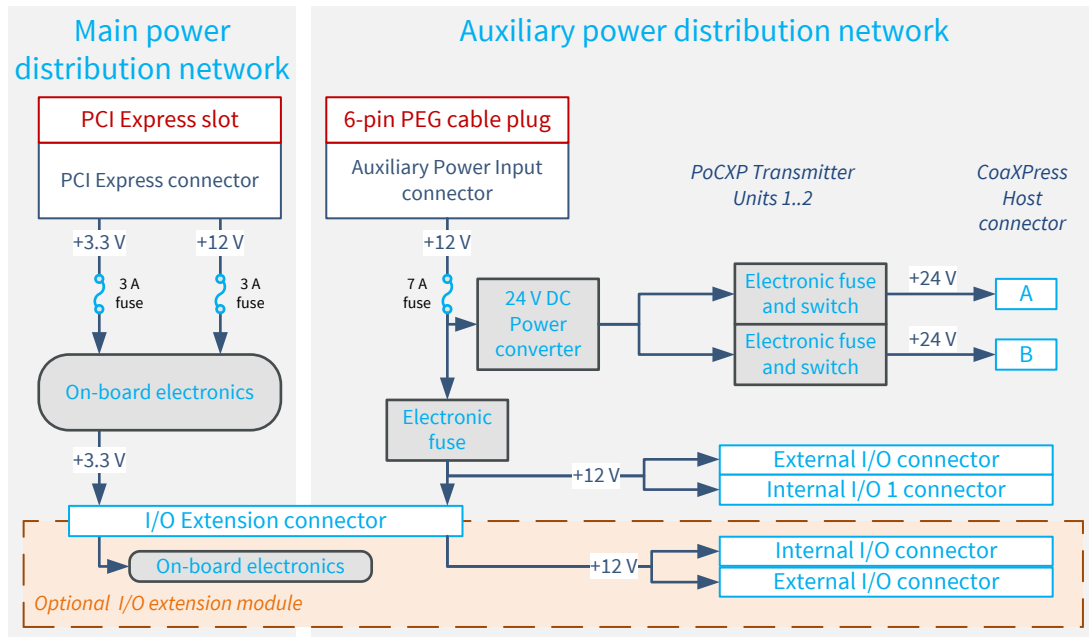 Main power
distribution network
Auxiliary power distribution network
PCI Express slot
PCI Express connector
6-pin PEG cable plug
Auxiliary Power Input
connector
PoCXP Transmitter
Units 1..2
CoaXPress
Host
connector
+3.3 V
+12 V
+12 V
3 A
fuse
3 A
fuse
7 A
fuse
24 V DC
Power
converter
Electronic fuse
and switch
+24 V
A
Electronic fuse
and switch
+24 V
B
On-board electronics
Electronic
fuse
+3.3 V
+12 V
External I/O connector
Internal I/O 1 connector
I/O Extension connector
On-board electronics
+12 V
Internal I/O connector
External I/O connector
Optional I/O extension module